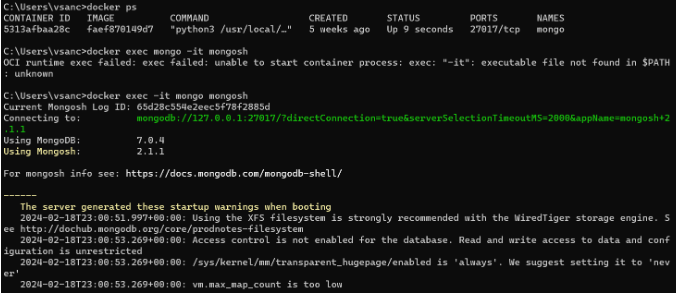 C:\Users\vsanc>docker ps
CONTAINER ID   IMAGE          COMMAND                  CREATED       STATUS         PORTS       NAMES
5313afbaa28c   faef870149d7   "python3 /usr/local/…"   5 weeks ago   Up 9 seconds   27017/tcp   mongo
C:\Users\vsanc>docker exec mongo -it mongosh
OCI runtime exec failed: exec failed: unable to start container process: exec: "-it": executable file not found in $PATH
: unknown
C:\Users\vsanc>docker exec -it mongo mongosh
Current Mongosh Log ID: 65d28c554e2eec5f78f2885d
Connecting to:          mongodb://127.0.0.1:27017/?directConnection=true&serverSelectionTimeoutMS=2000&appName=mongosh+2
.1.1
Using MongoDB:          7.0.4
Using Mongosh:          2.1.1
For mongosh info see: https://docs.mongodb.com/mongodb-shell/
------
   The server generated these startup warnings when booting
   2024-02-18T23:00:51.997+00:00: Using the XFS filesystem is strongly recommended with the WiredTiger storage engine. S
ee http://dochub.mongodb.org/core/prodnotes-filesystem
   2024-02-18T23:00:53.269+00:00: Access control is not enabled for the database. Read and write access to data and conf
iguration is unrestricted
   2024-02-18T23:00:53.269+00:00: /sys/kernel/mm/transparent_hugepage/enabled is 'always'. We suggest setting it to 'nev
er'
   2024-02-18T23:00:53.269+00:00: vm.max_map_count is too low